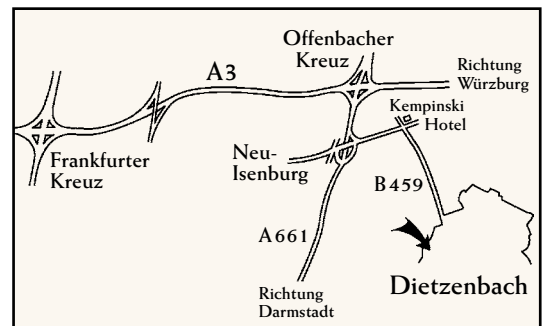 Offenbacher
Kreuz
A3
Richtung
Würzburg
Kempinski
Hotel
Frankfurter
Kreuz
Neu-
Isenburg
B459
A661
Dietzenbach
Richtung
Darmstadt